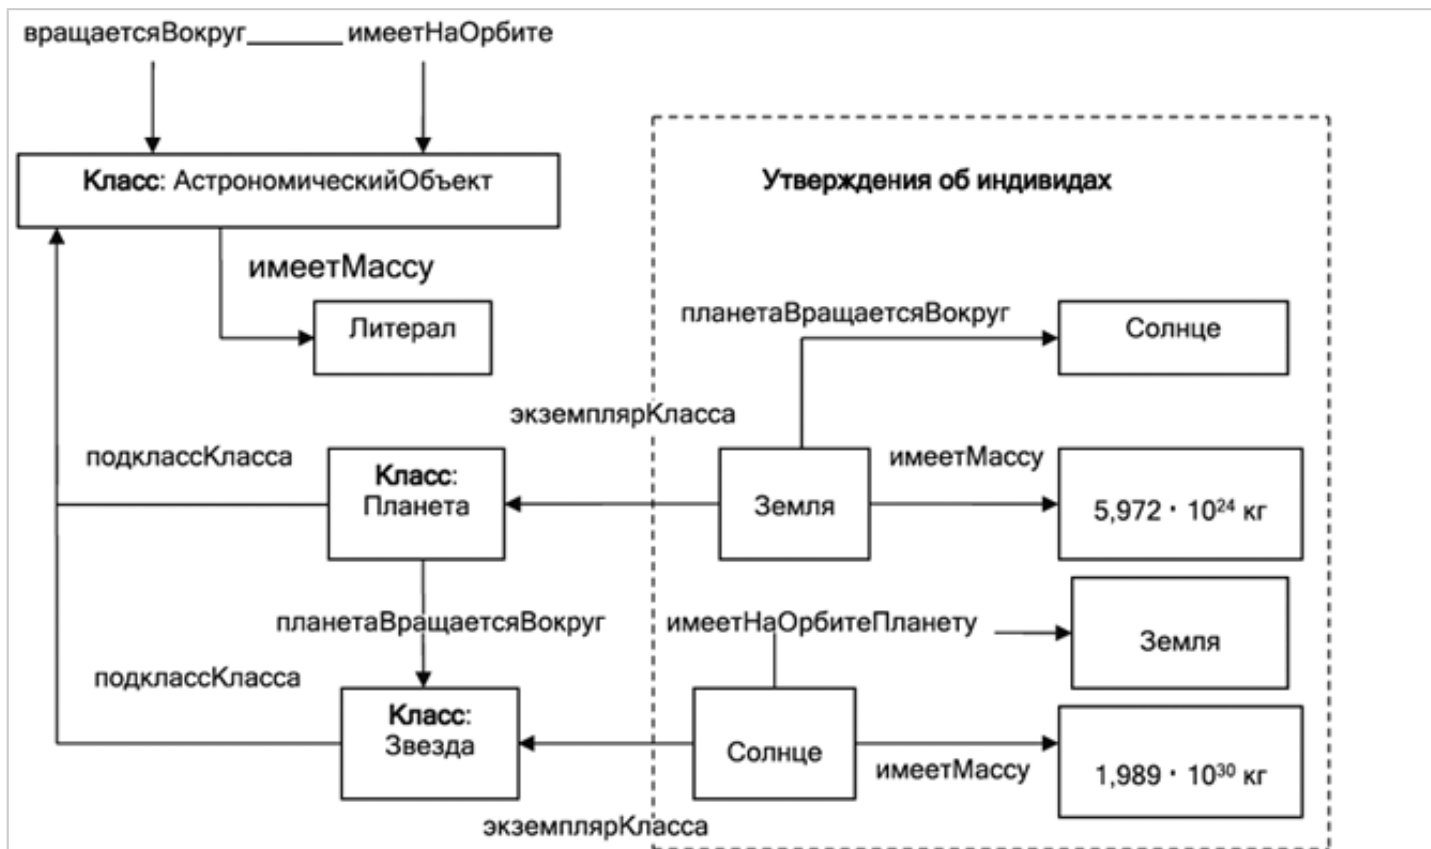 вращаетсяВокруг_______ имеетНаОрбите
Класс: АстрономическийОбъект
Утверждения об индивидах
имеетМассу
Литерал
планетаВращаетсяВокруг
Солнце
экземплярКласса
подклассКласса
Класс:
Планета
Земля
имеетМассу
5,972 · 10²⁴ кг
планетаВращаетсяВокруг
имеетНаОрбитеПланету
Земля
подклассКласса
Класс:
Звезда
Солнце
имеетМассу
1,989 · 10³⁰ кг
экземплярКласса